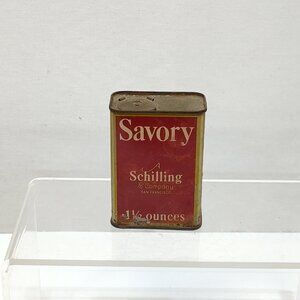 Savory
A
Schilling
& Company
SAN FRANCISCO
1½ ounces